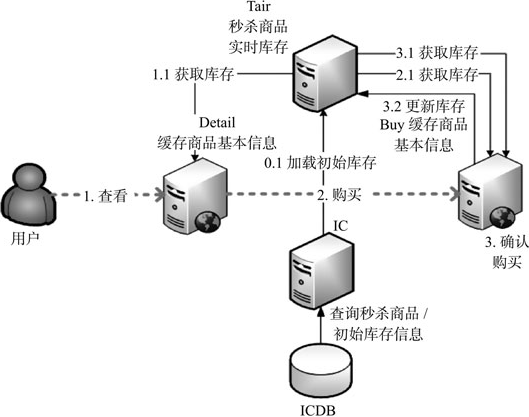 Tair
秒杀商品
实时库存
3.1 获取库存
1.1 获取库存
2.1 获取库存
3.2 更新库存
Detail
缓存商品基本信息
Buy 缓存商品
基本信息
0.1 加载初始库存
1. 查看
2. 购买
用户
IC
3. 确认
购买
查询秒杀商品 /
初始库存信息
ICDB